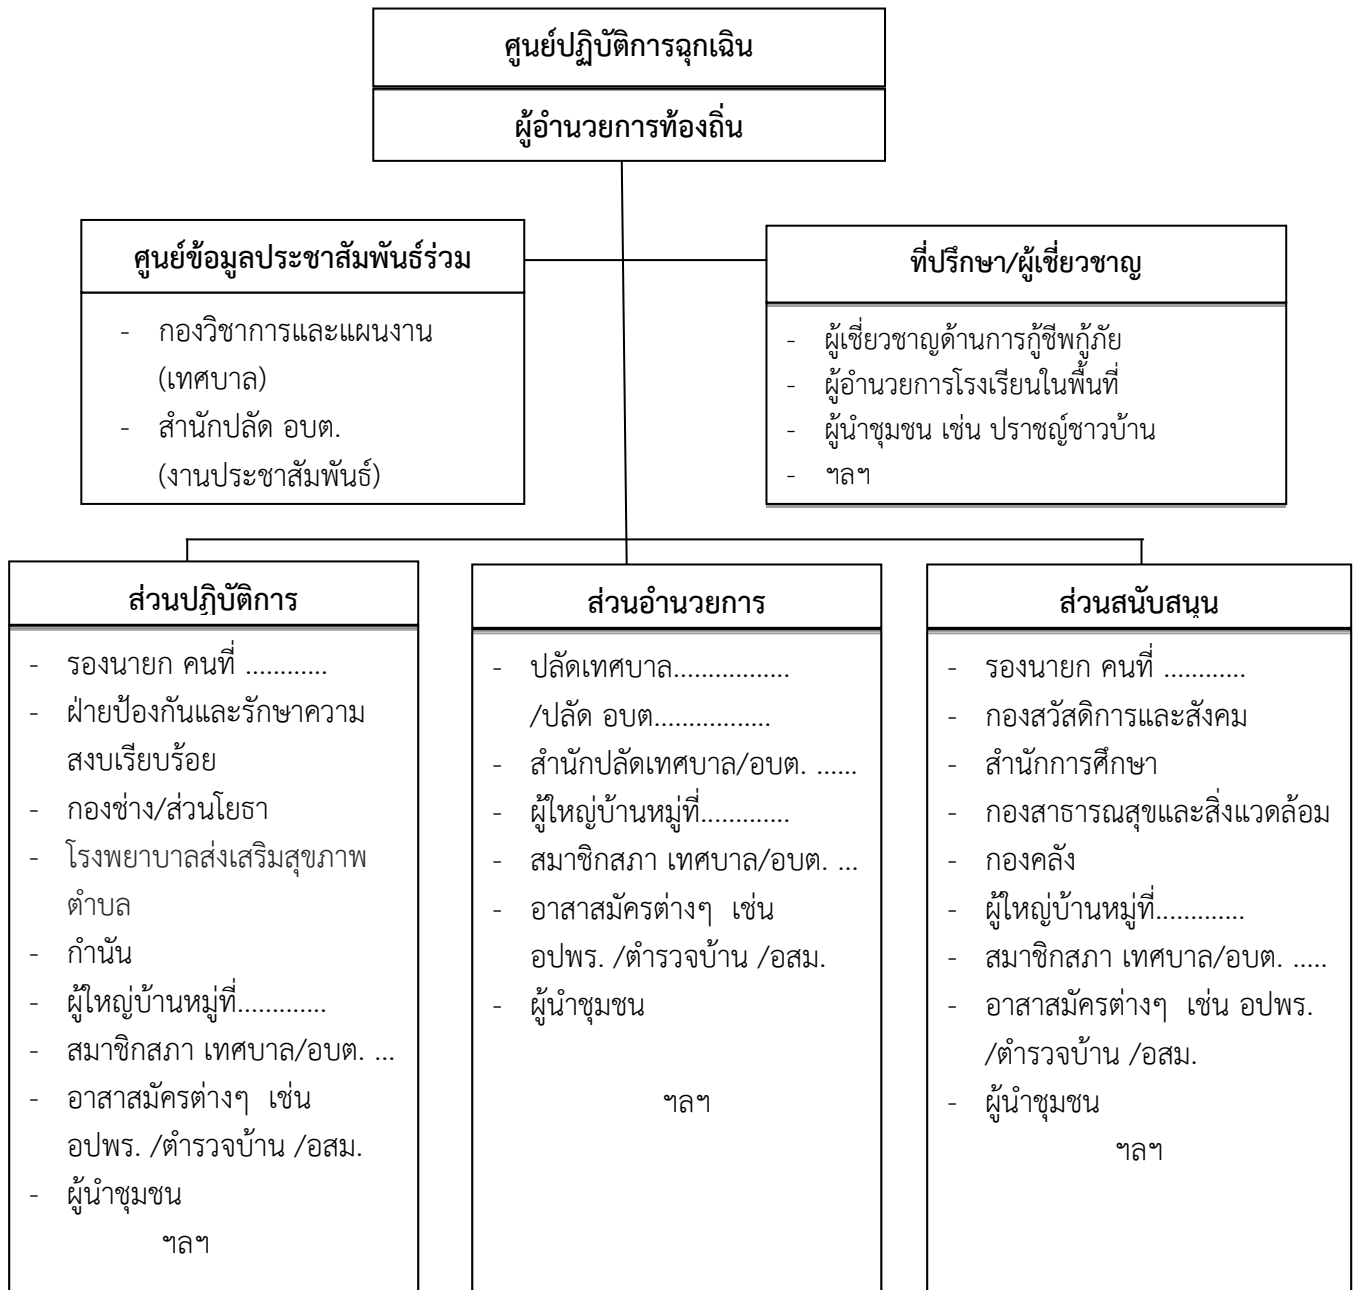 ศูนย์ปฏิบัติการฉุกเฉิน
ผู้อำนวยการท้องถิ่น
ศูนย์ข้อมูลประชาสัมพันธ์ร่วม
- กองวิชาการและแผนงาน
(เทศบาล)
- สำนักปลัด อบต.
(งานประชาสัมพันธ์)
ที่ปรึกษา/ผู้เชี่ยวชาญ
- ผู้เชี่ยวชาญด้านการกู้ชีพกู้ภัย
- ผู้อำนวยการโรงเรียนในพื้นที่
- ผู้นำชุมชน เช่น ปราชญ์ชาวบ้าน
- ฯลฯ
ส่วนปฏิบัติการ
- รองนายก คนที่ ............
- ฝ่ายป้องกันและรักษาความ
สงบเรียบร้อย
- กองช่าง/ส่วนโยธา
- โรงพยาบาลส่งเสริมสุขภาพ
ตำบล
- กำนัน
- ผู้ใหญ่บ้านหมู่ที่.............
- สมาชิกสภา เทศบาล/อบต. ...
- อาสาสมัครต่างๆ เช่น
อปพร. /ตำรวจบ้าน /อสม.
- ผู้นำชุมชน
ฯลฯ
ส่วนอำนวยการ
- ปลัดเทศบาล.................
/ปลัด อบต.................
- สำนักปลัดเทศบาล/อบต. ......
- ผู้ใหญ่บ้านหมู่ที่.............
- สมาชิกสภา เทศบาล/อบต. ...
- อาสาสมัครต่างๆ เช่น
อปพร. /ตำรวจบ้าน /อสม.
- ผู้นำชุมชน
ฯลฯ
ส่วนสนับสนุน
- รองนายก คนที่ ............
- กองสวัสดิการและสังคม
- สำนักการศึกษา
- กองสาธารณสุขและสิ่งแวดล้อม
- กองคลัง
- ผู้ใหญ่บ้านหมู่ที่.............
- สมาชิกสภา เทศบาล/อบต. .....
- อาสาสมัครต่างๆ เช่น อปพร.
/ตำรวจบ้าน /อสม.
- ผู้นำชุมชน
ฯลฯ